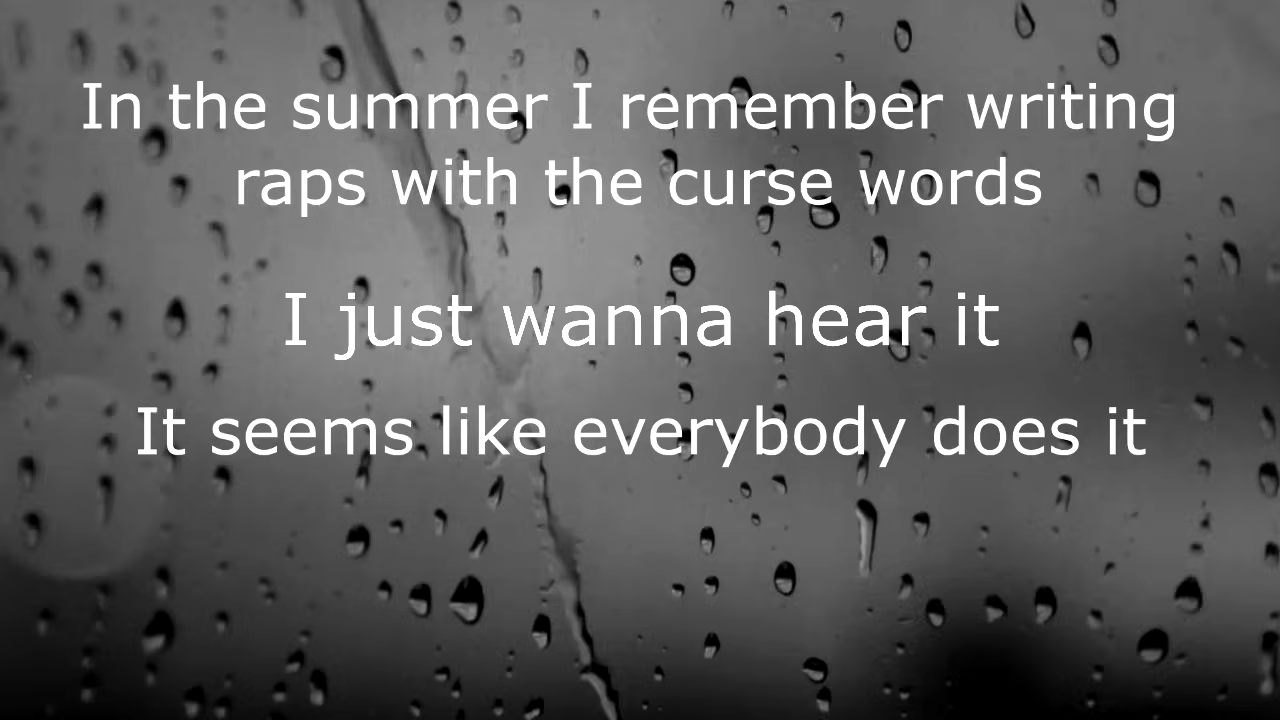 In the summer I remember writing
raps with the curse words
I just wanna hear it
It seems like everybody does it